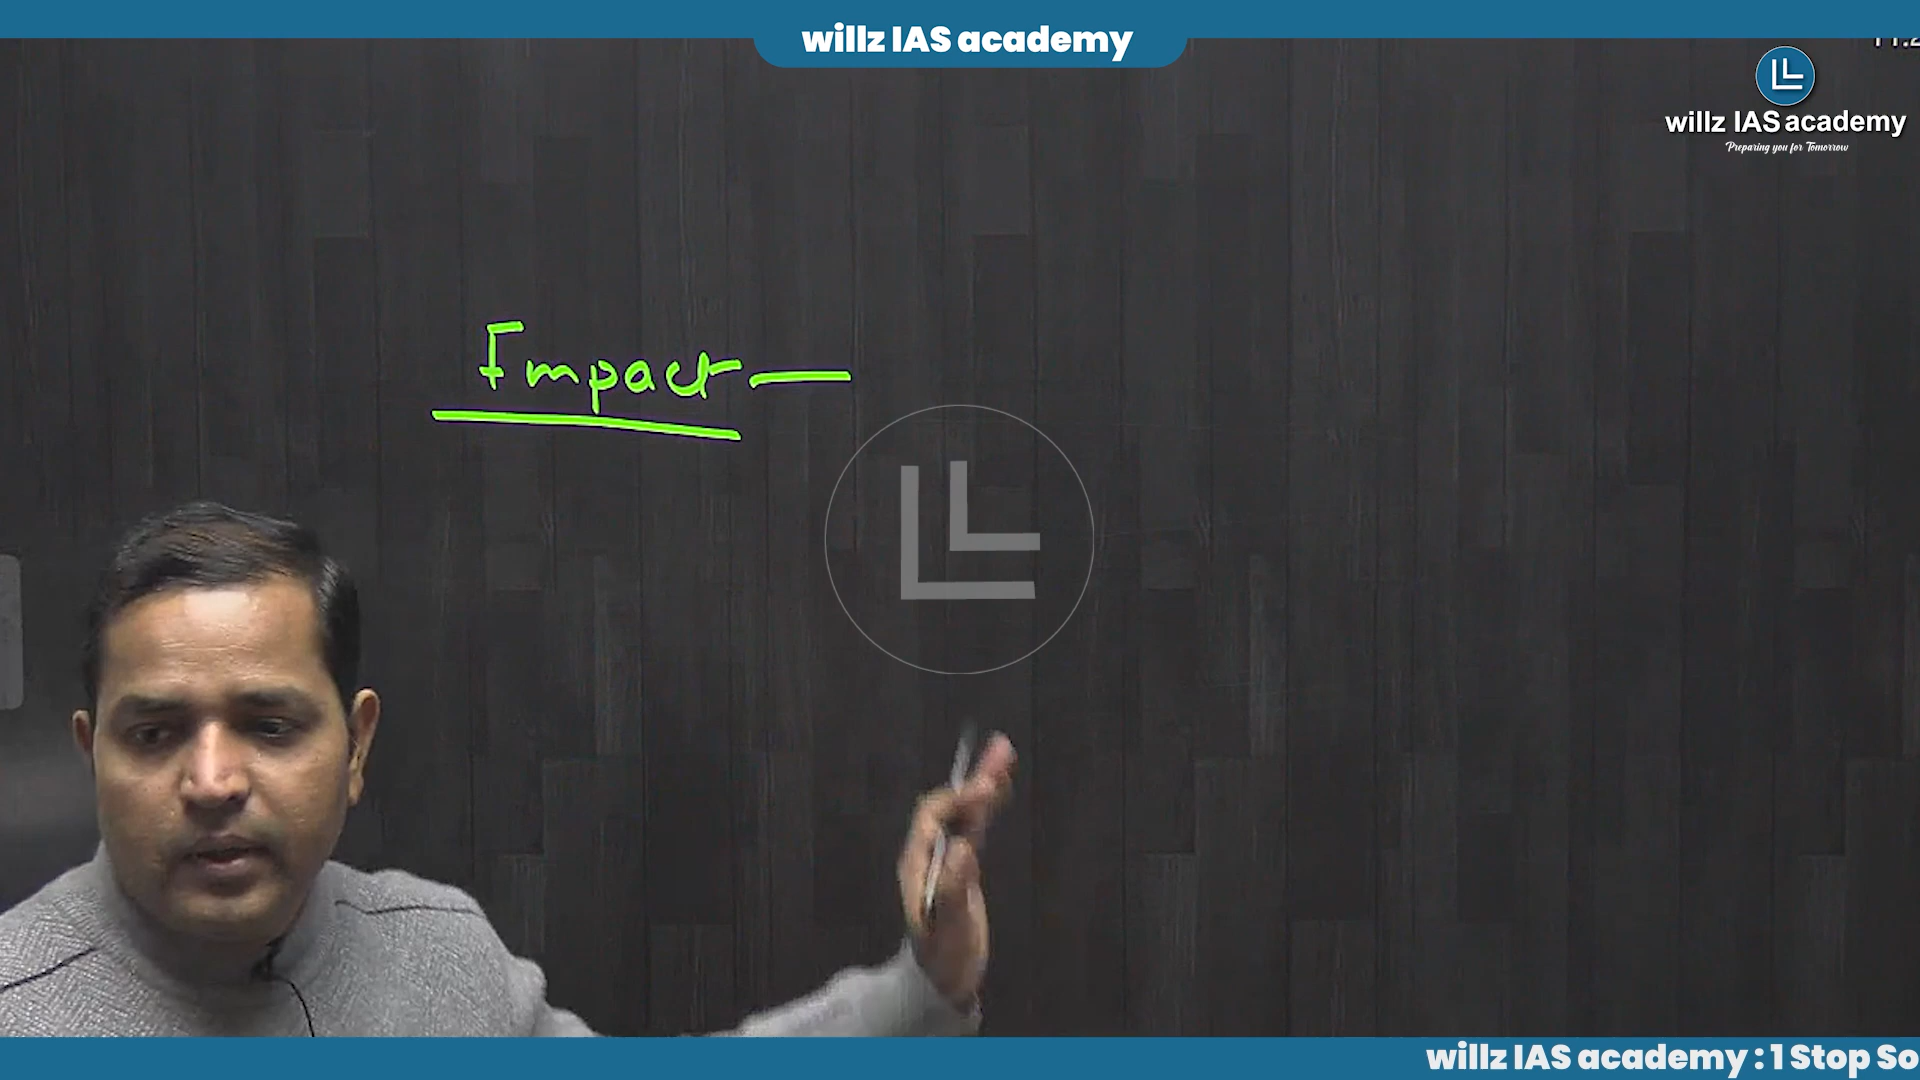 willz IAS academy
willz IAS academy
Preparing you for Tomorrow
Impact —
willz IAS academy : 1 Stop So